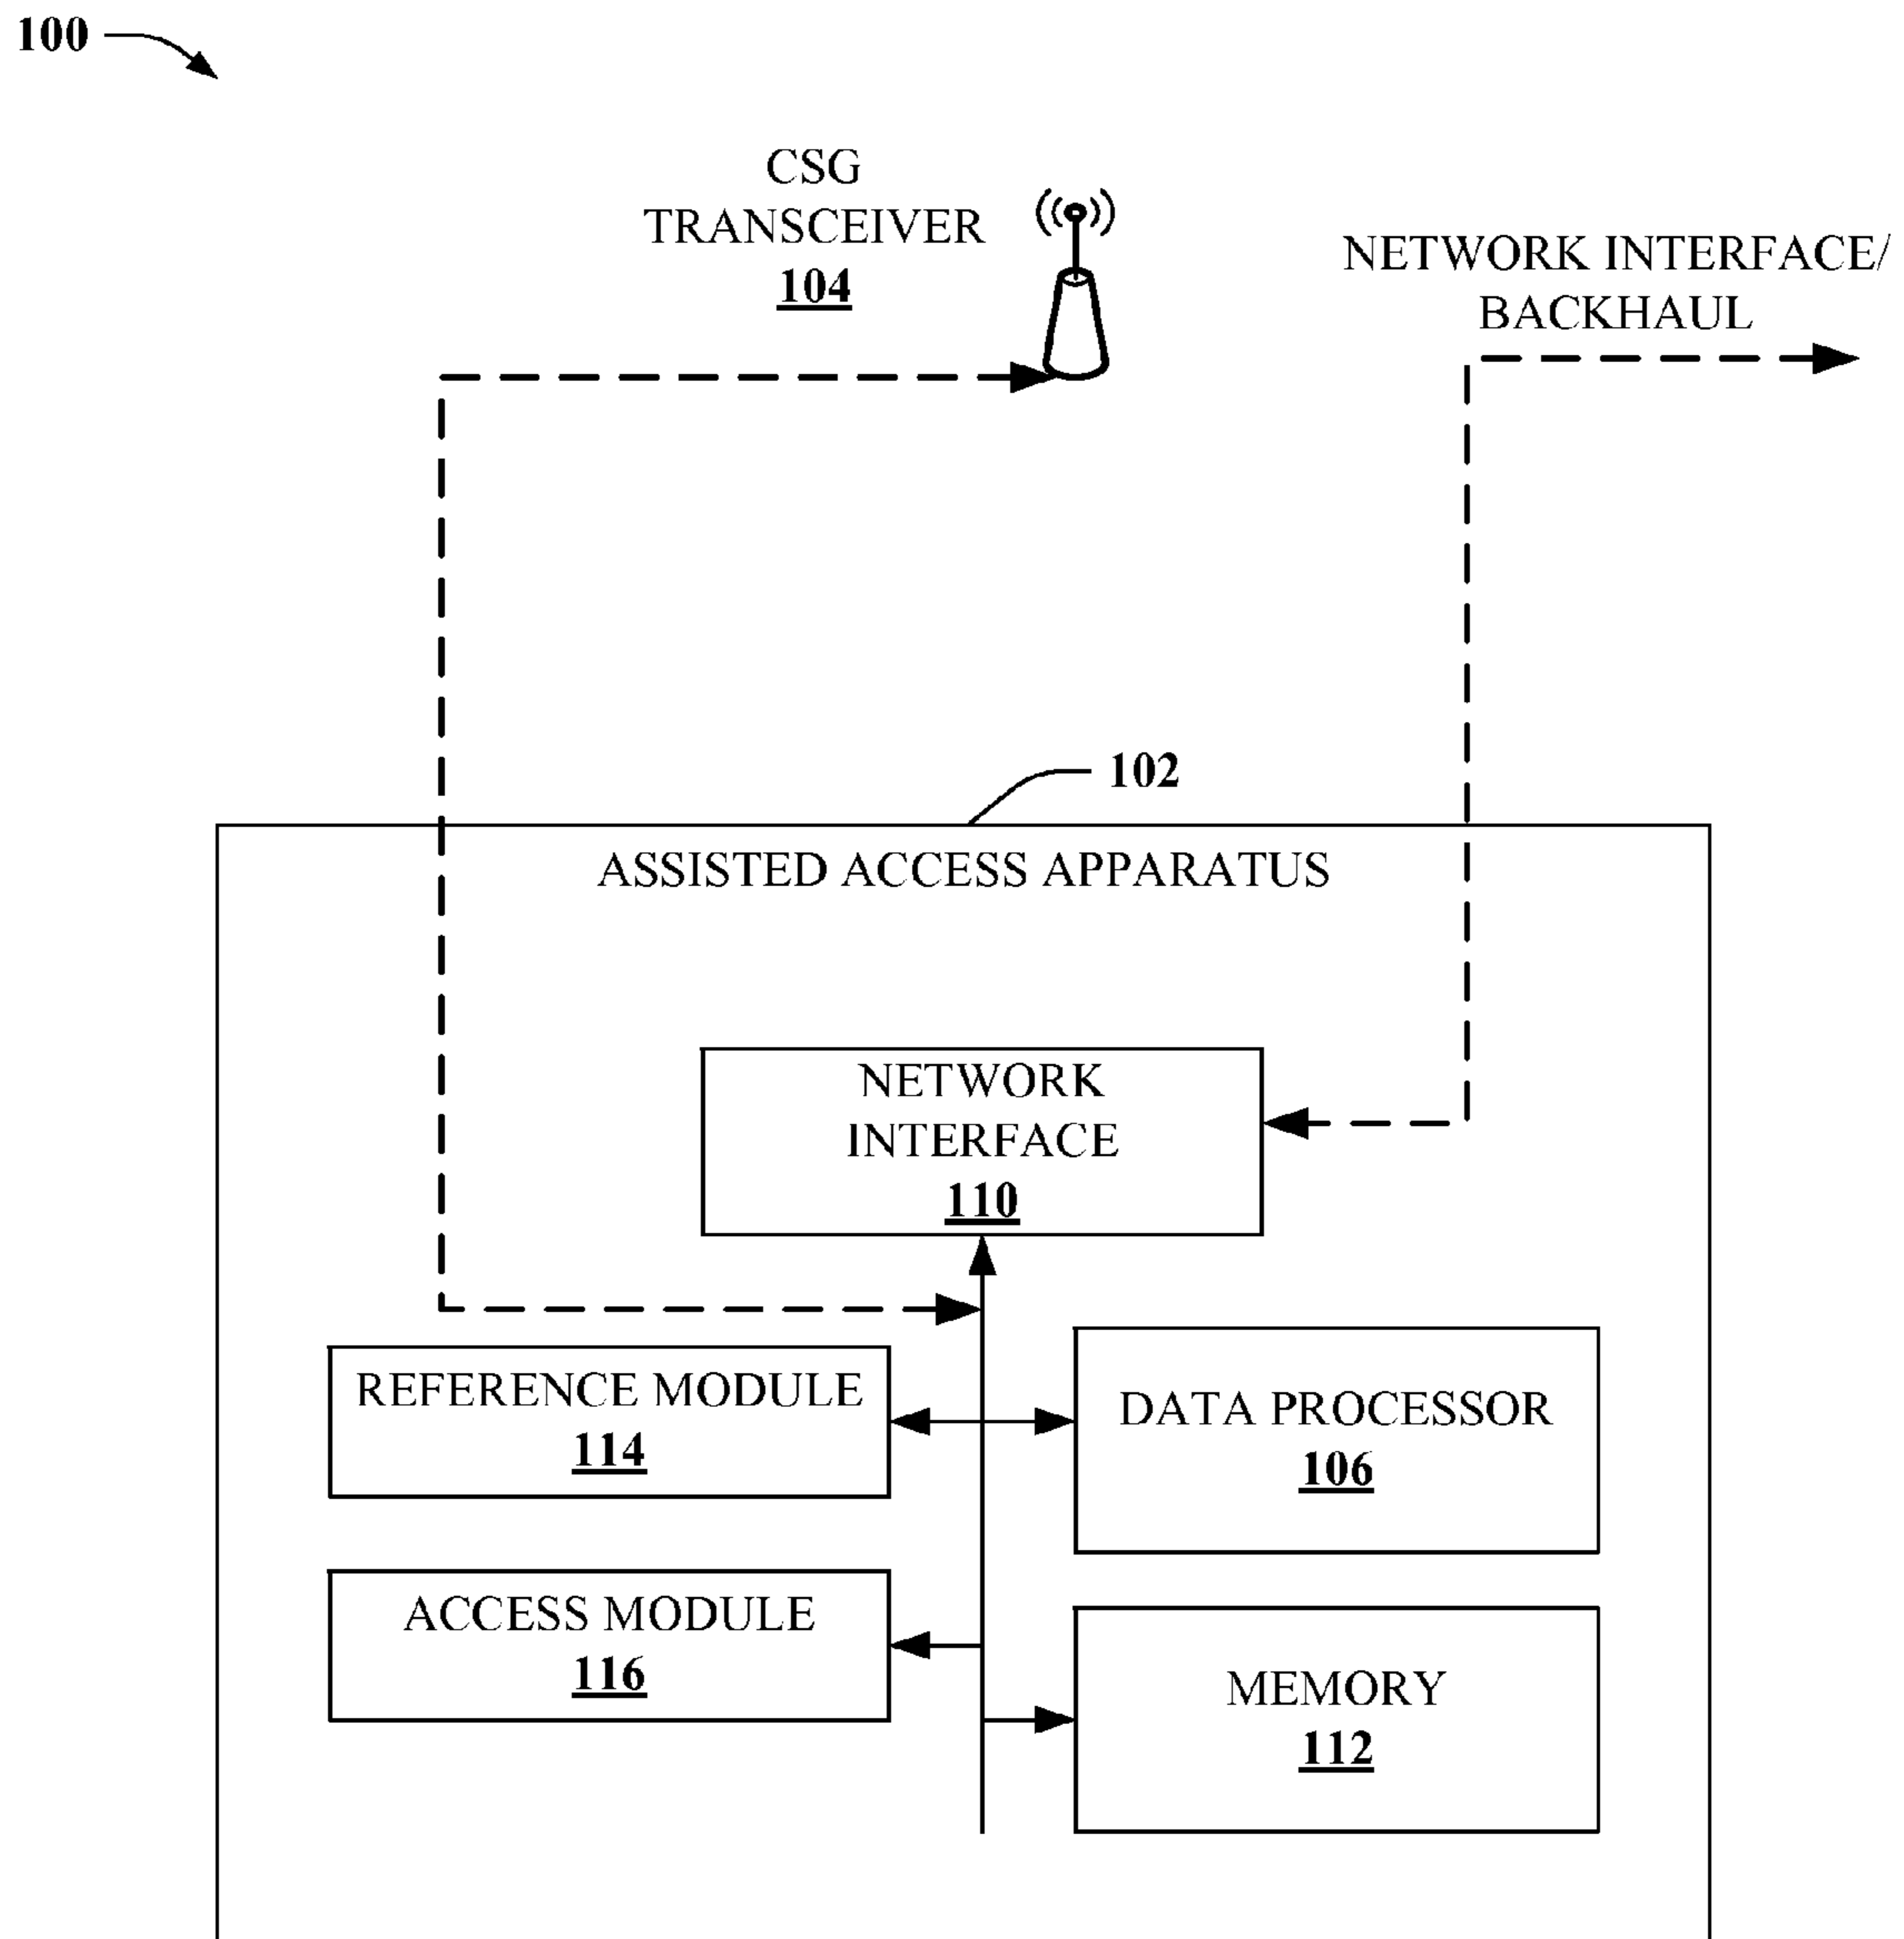 100
CSG
TRANSCEIVER
104
NETWORK INTERFACE/
BACKHAUL
102
ASSISTED ACCESS APPARATUS
NETWORK
INTERFACE
110
REFERENCE MODULE
114
DATA PROCESSOR
106
ACCESS MODULE
116
MEMORY
112